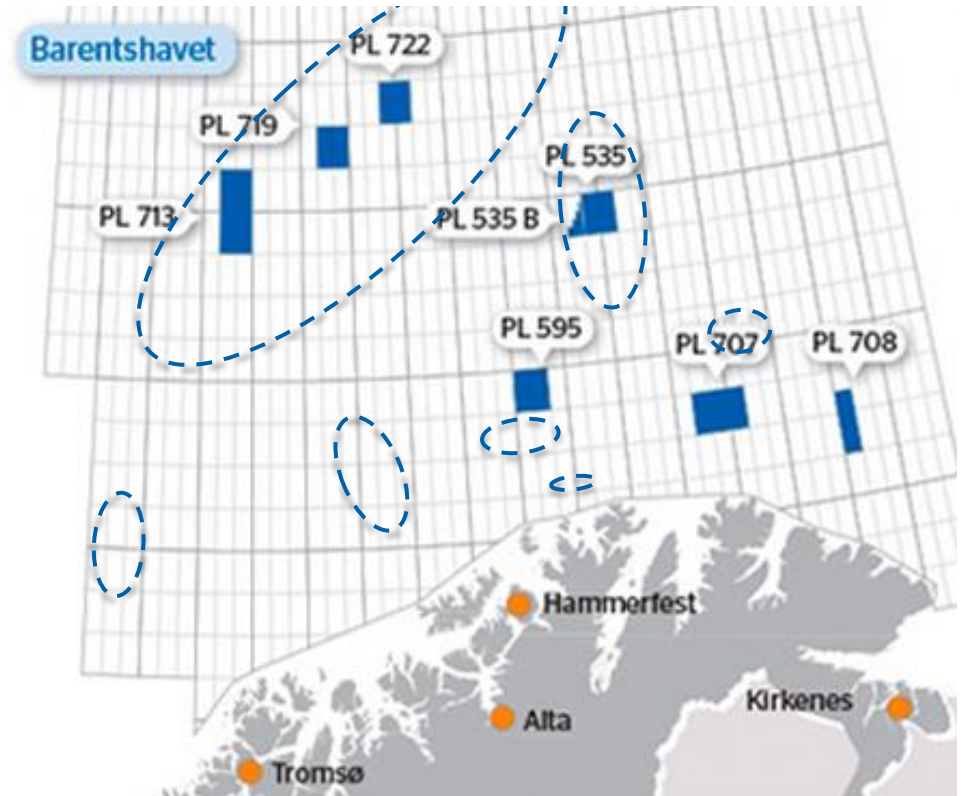 Barentshavet
PL 722
PL 719
PL 535
PL 713
PL 535 B
PL 595
PL 707
PL 708
Hammerfest
Kirkenes
Alta
Tromsø